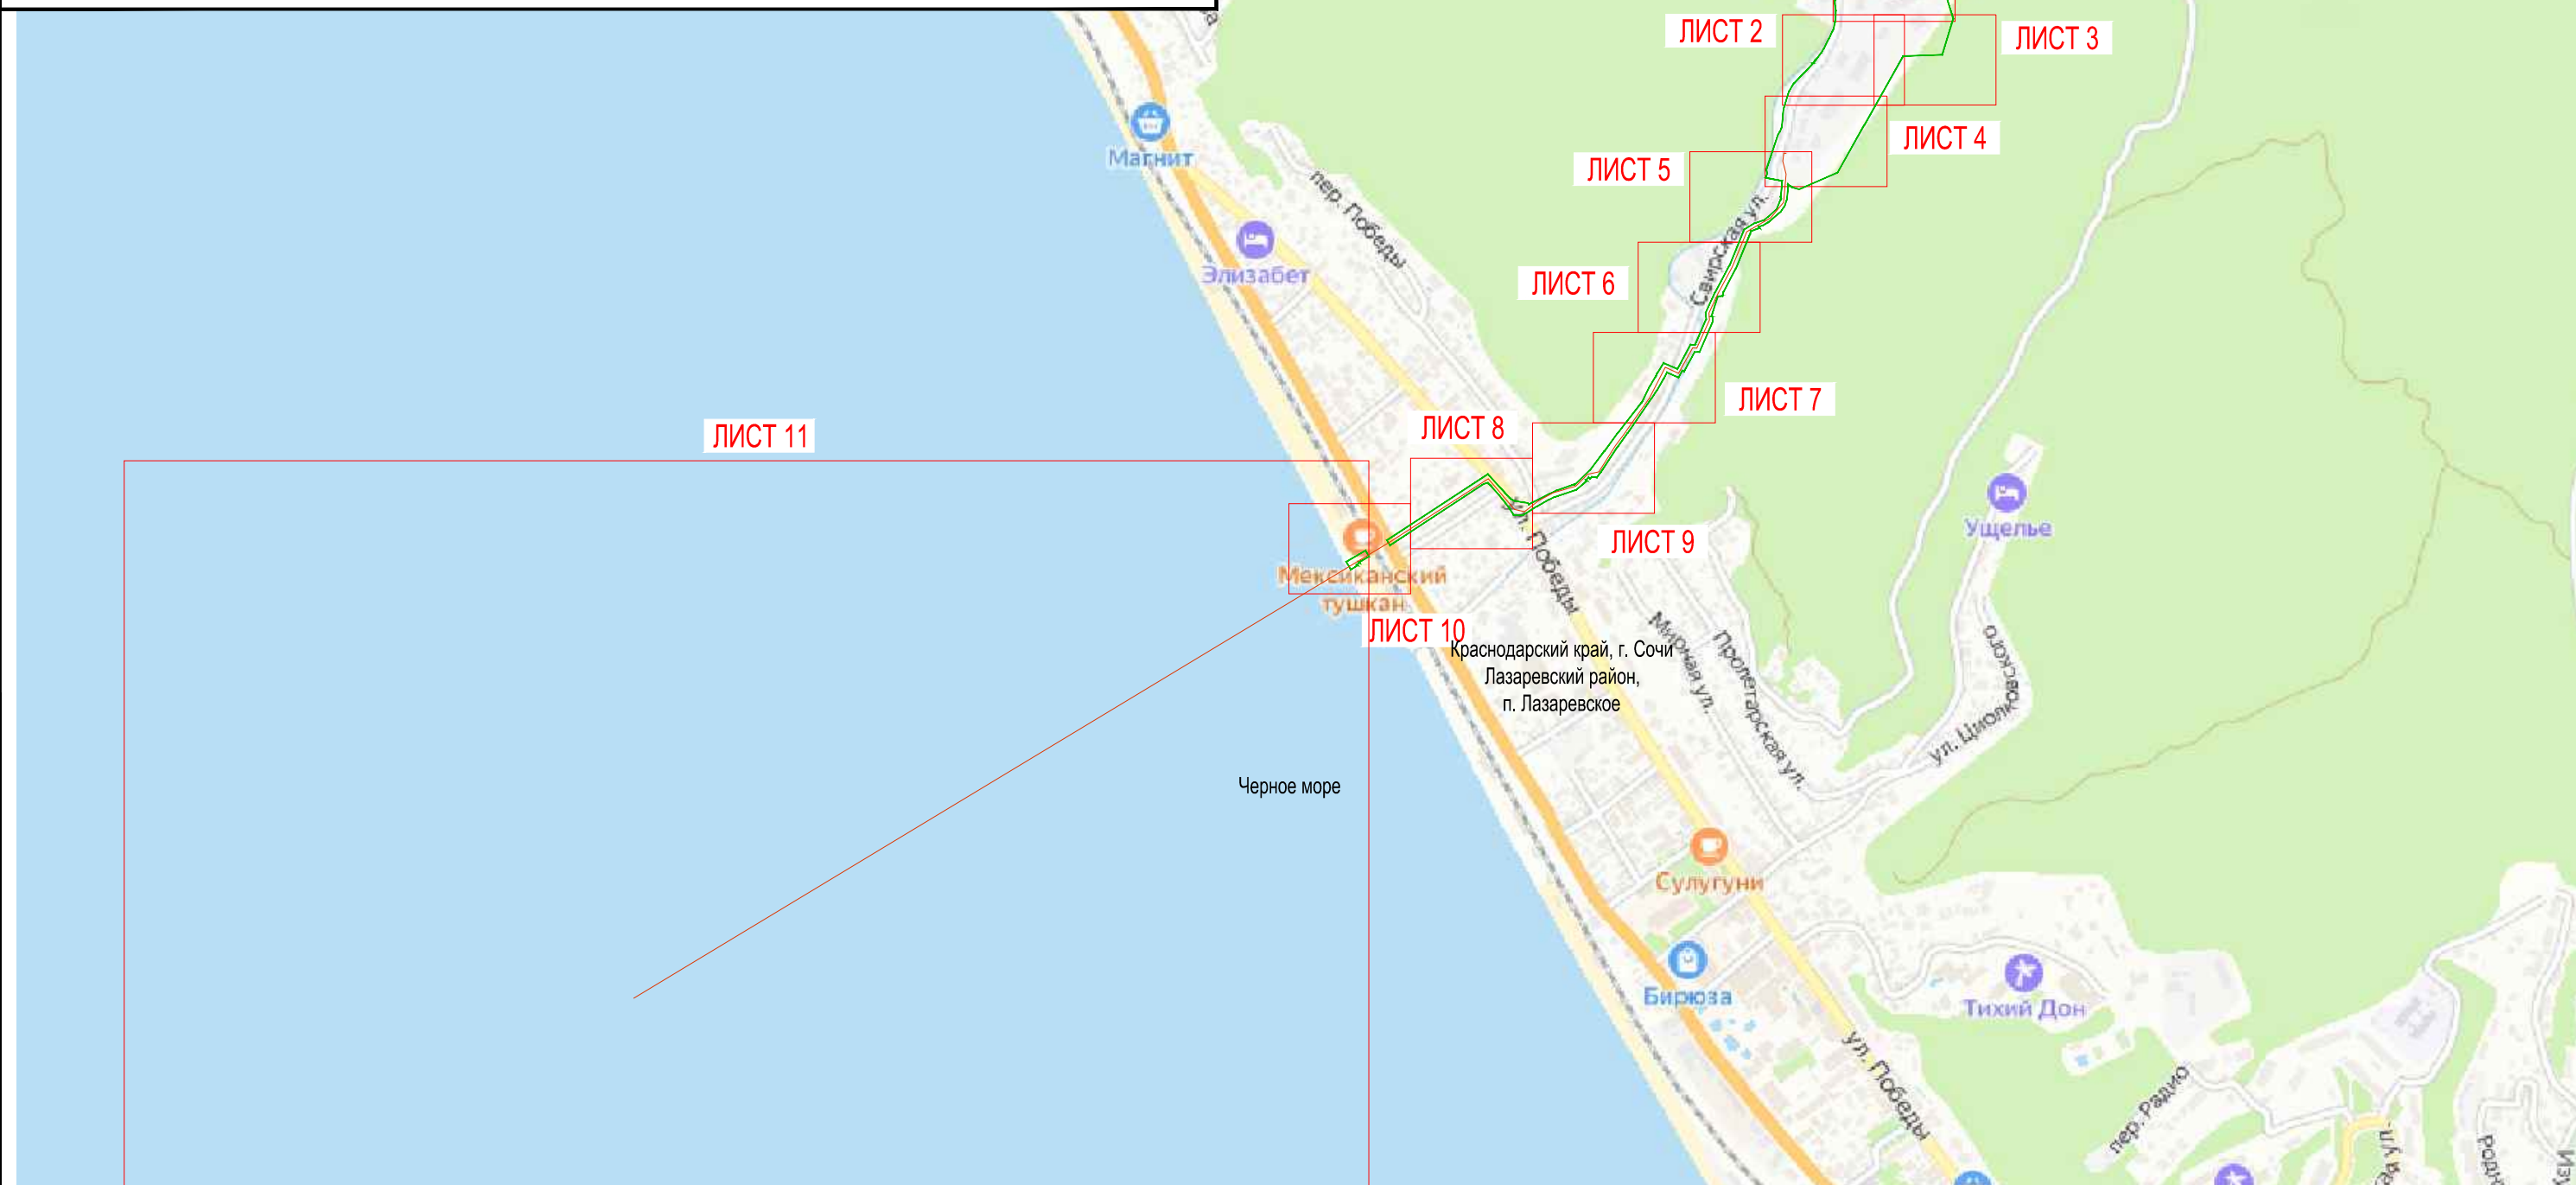 ЛИСТ 2
ЛИСТ 3
Магнит
ЛИСТ 4
ЛИСТ 5
пер. Победы
Свирская ул.
Элизабет
ЛИСТ 6
ЛИСТ 7
ЛИСТ 8
ЛИСТ 11
Ущелье
ул. Победы
ЛИСТ 9
Мексиканский
тушкан
ЛИСТ 10
Краснодарский край, г. Сочи
Лазаревский район,
п. Лазаревское
Мирная ул.
Пролетарская ул.
ул. Циолковского
Черное море
Сулугуни
Бирюза
Тихий Дон
ул. Победы
пер. Радио